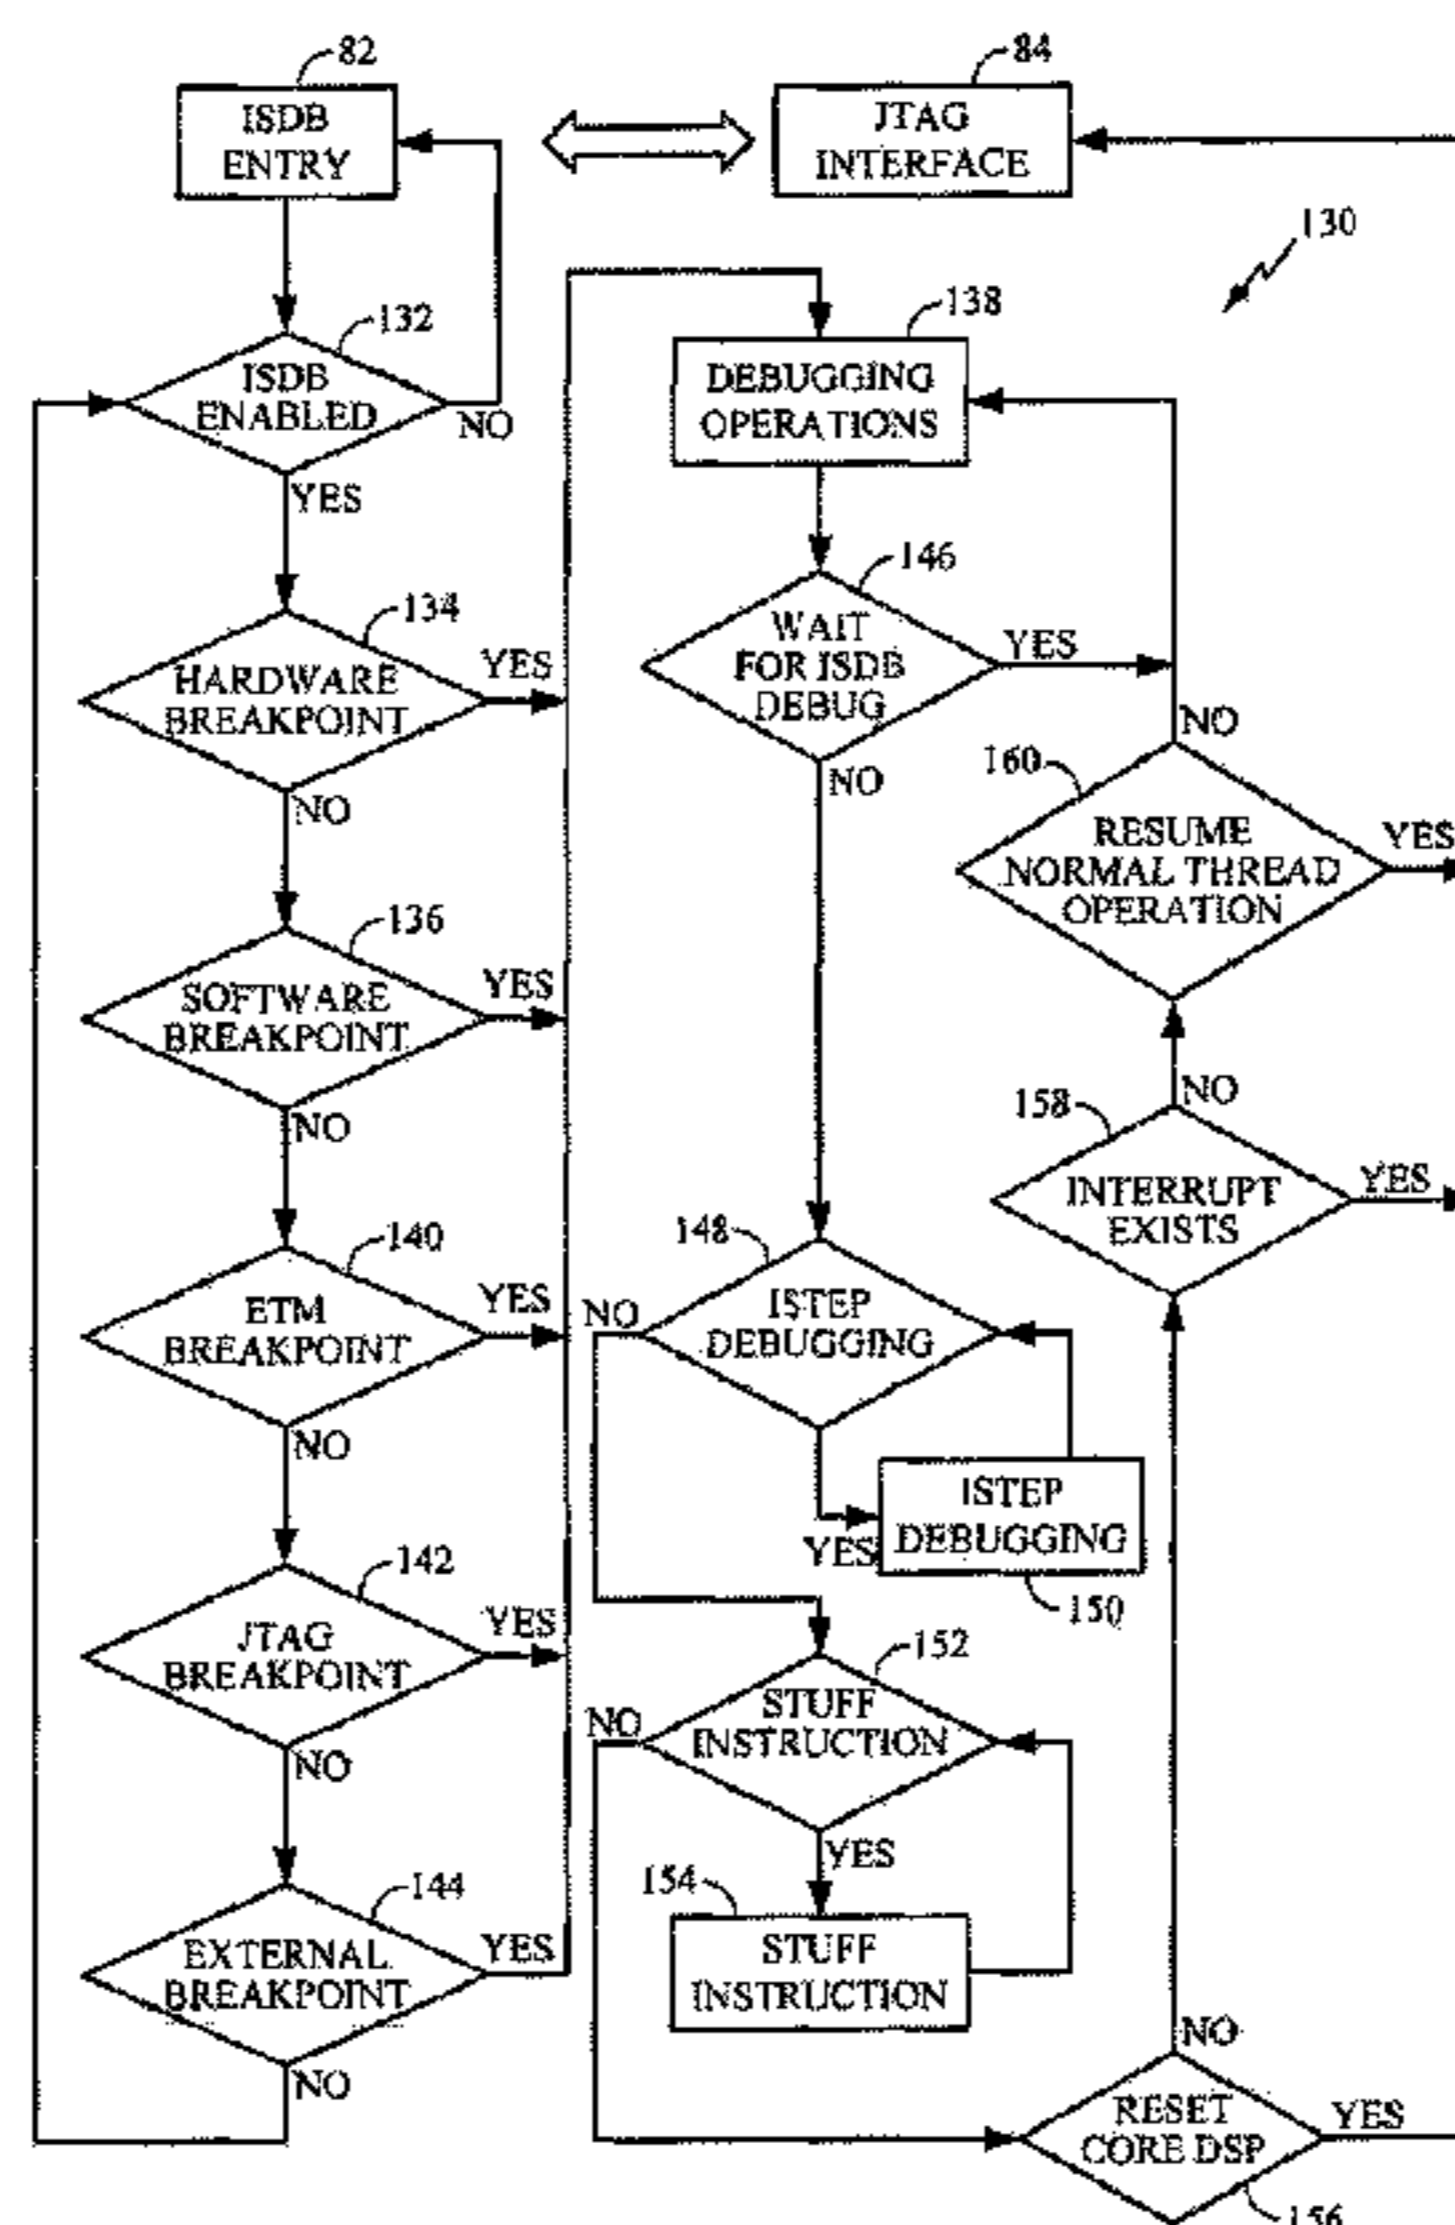 82
ISDB
ENTRY
84
JTAG
INTERFACE
130
132
ISDB
ENABLED
NO
YES
134
HARDWARE
BREAKPOINT
YES
NO
136
SOFTWARE
BREAKPOINT
YES
NO
140
ETM
BREAKPOINT
YES
NO
142
JTAG
BREAKPOINT
YES
NO
144
EXTERNAL
BREAKPOINT
YES
NO
138
DEBUGGING
OPERATIONS
146
WAIT
FOR ISDB
DEBUG
YES
NO
148
ISTEP
DEBUGGING
NO
YES
ISTEP
DEBUGGING
150
152
STUFF
INSTRUCTION
NO
YES
154
STUFF
INSTRUCTION
160
RESUME
NORMAL THREAD
OPERATION
NO
YES
158
INTERRUPT
EXISTS
NO
YES
RESET
CORE DSP
NO
YES
156